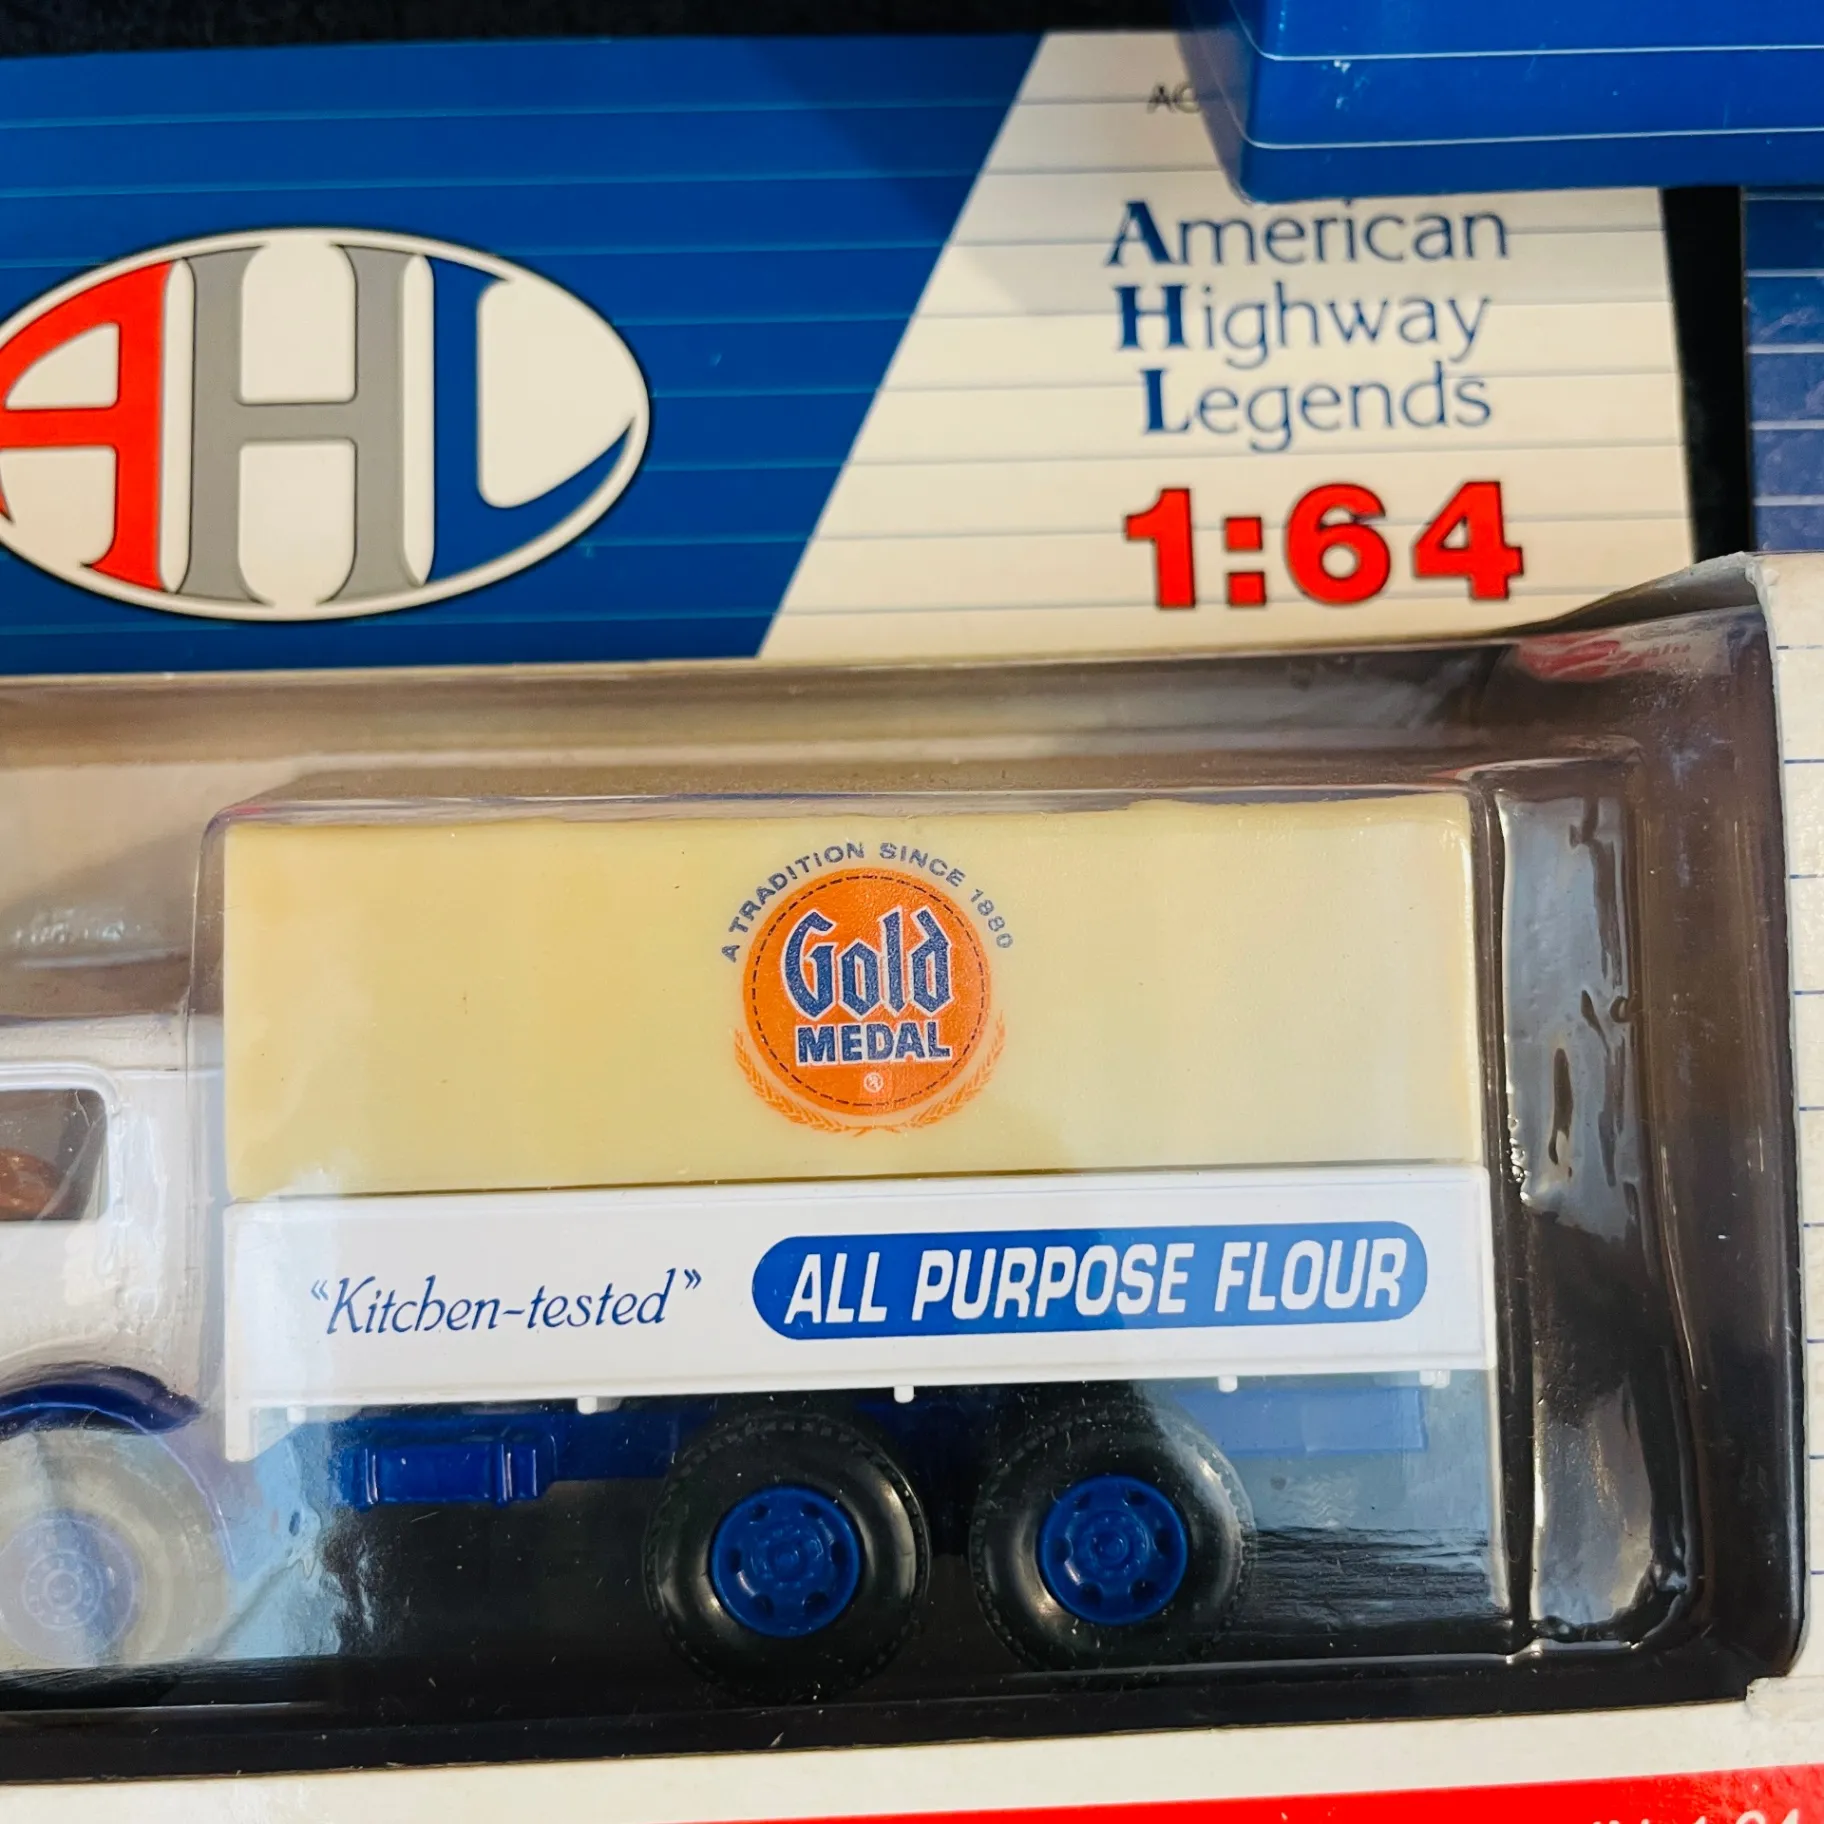 AHL
American
Highway
Legends
1:64
A TRADITION SINCE 1880
Gold
MEDAL
®
“Kitchen-tested”
ALL PURPOSE FLOUR